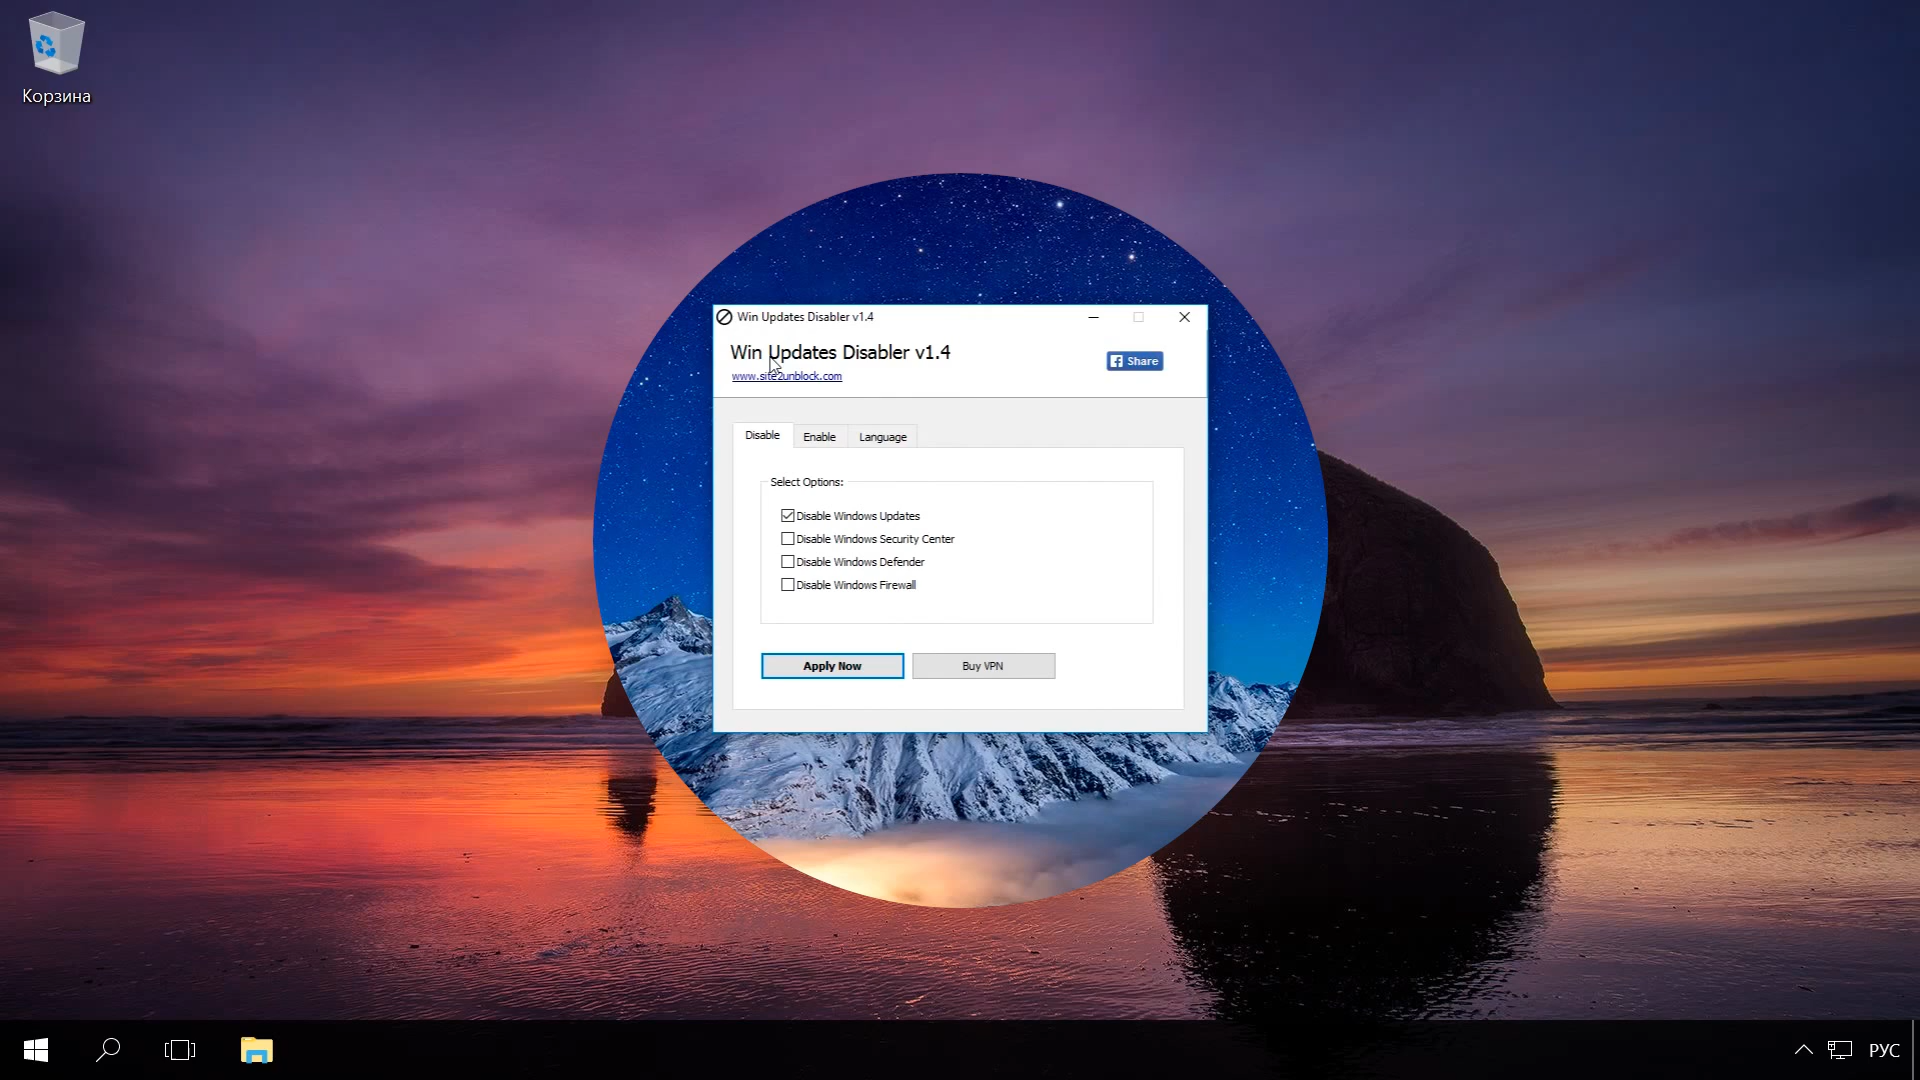 Корзина
Win Updates Disabler v1.4
Win Updates Disabler v1.4
www.site2unblock.com
Share
Disable
Enable
Language
Select Options:
Disable Windows Updates
Disable Windows Security Center
Disable Windows Defender
Disable Windows Firewall
Apply Now
Buy VPN
РУС